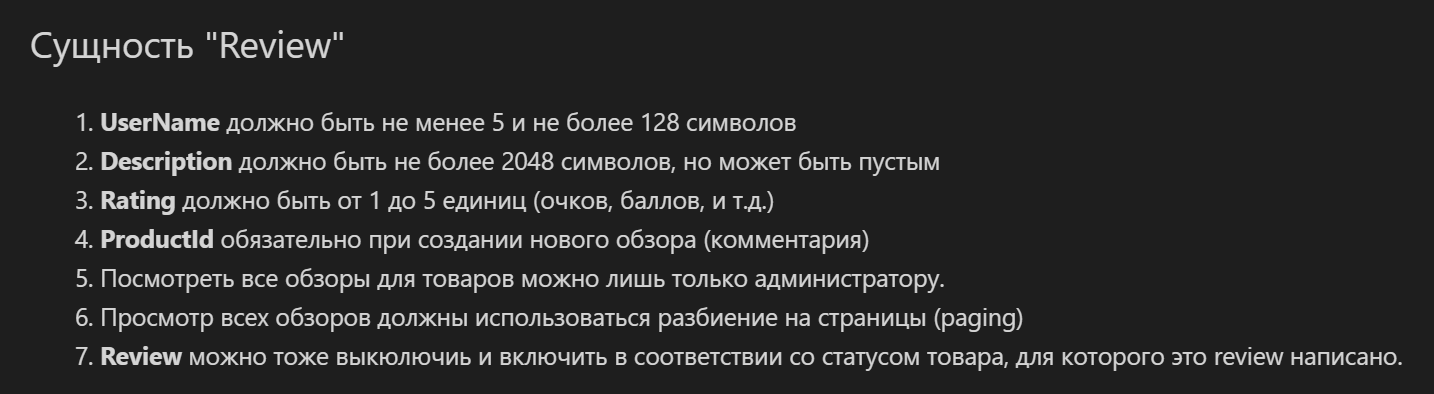 Сущность "Review"
1. UserName должно быть не менее 5 и не более 128 символов
2. Description должно быть не более 2048 символов, но может быть пустым
3. Rating должно быть от 1 до 5 единиц (очков, баллов, и т.д.)
4. ProductId обязательно при создании нового обзора (комментария)
5. Посмотреть все обзоры для товаров можно лишь только администратору.
6. Просмотр всех обзоров должны использоваться разбиение на страницы (paging)
7. Review можно тоже выкюлючиь и включить в соответствии со статусом товара, для которого это review написано.